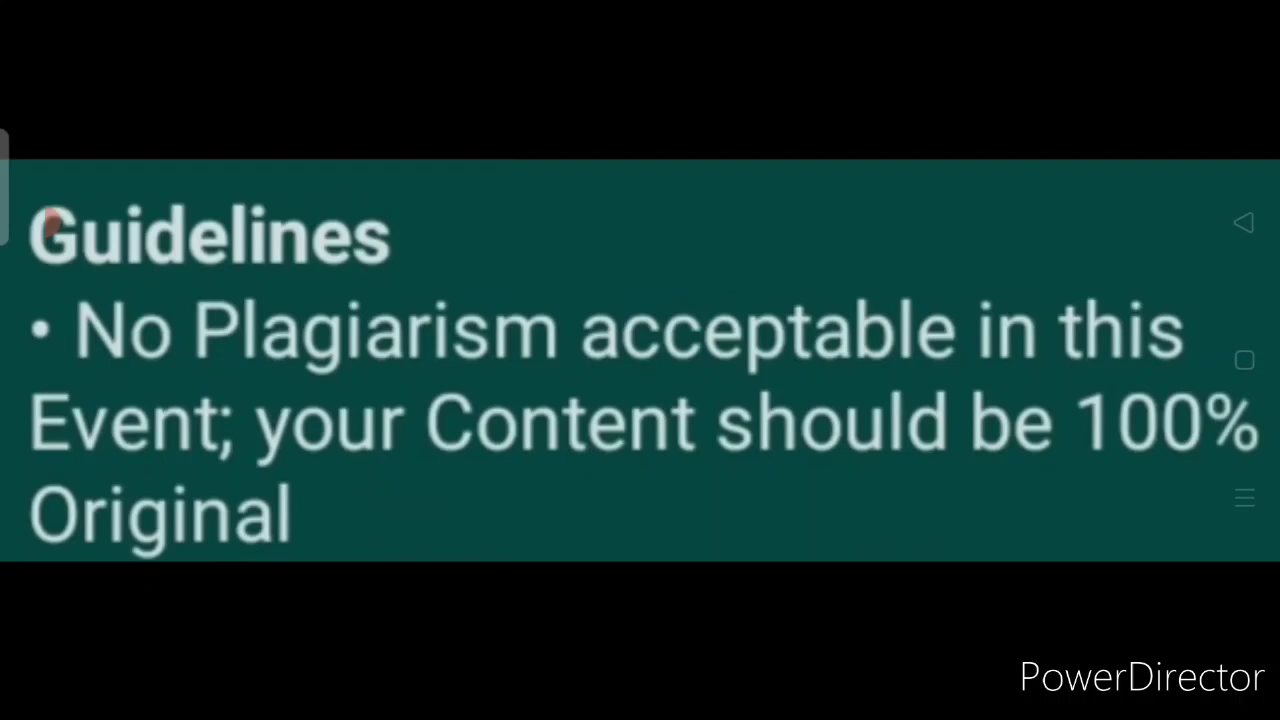 Guidelines
• No Plagiarism acceptable in this
Event; your Content should be 100%
Original
PowerDirector